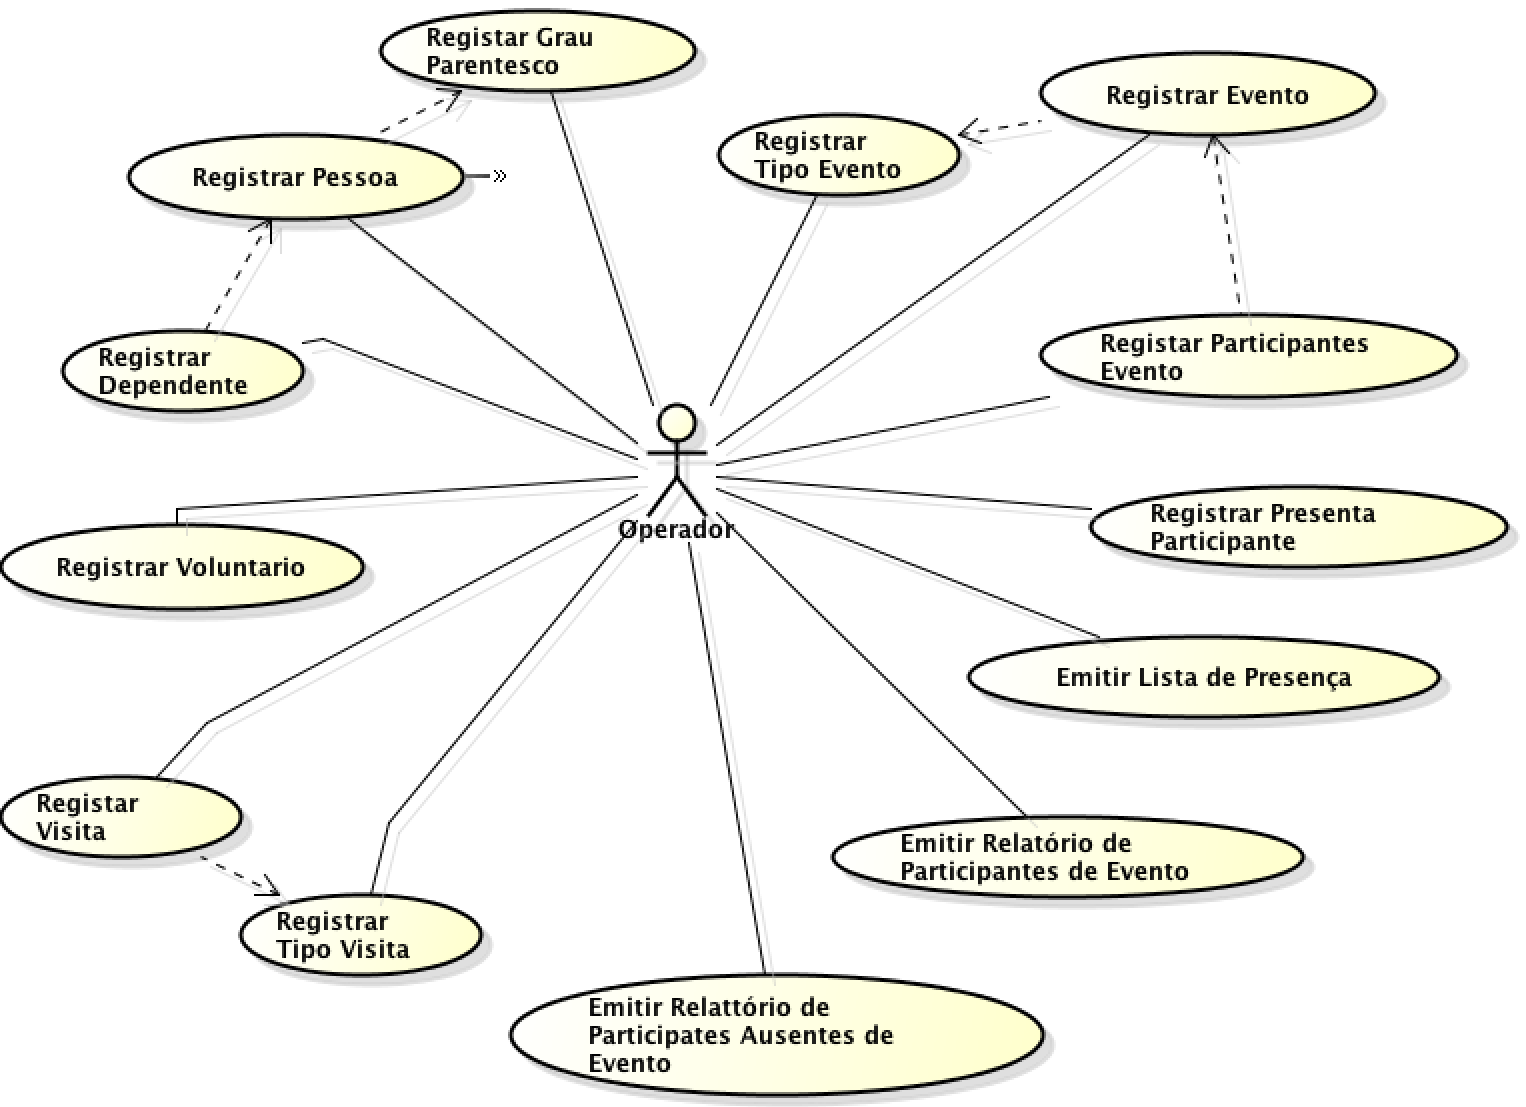 Registar Grau
Parentesco
Registrar Evento
Registrar
Tipo Evento
Registrar Pessoa
Registar Participantes
Evento
Registrar
Dependente
Operador
Registrar Presenta
Participante
Registrar Voluntario
Emitir Lista de Presença
Registar
Visita
Emitir Relatório de
Participantes de Evento
Registrar
Tipo Visita
Emitir Relattório de
Participates Ausentes de
Evento